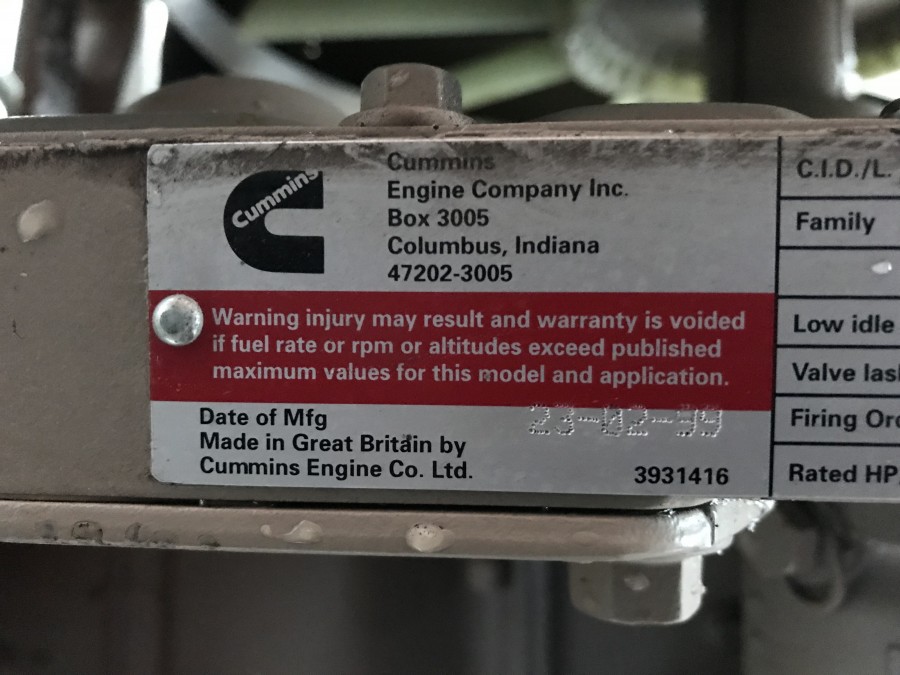 Cummins
Cummins
Engine Company Inc.
Box 3005
Columbus, Indiana
47202-3005
Warning injury may result and warranty is voided
if fuel rate or rpm or altitudes exceed published
maximum values for this model and application.
Date of Mfg 23-02-99
Made in Great Britain by
Cummins Engine Co. Ltd.
3931416
C.I.D./L.
Family
Low idle
Valve las
Firing Or
Rated HP